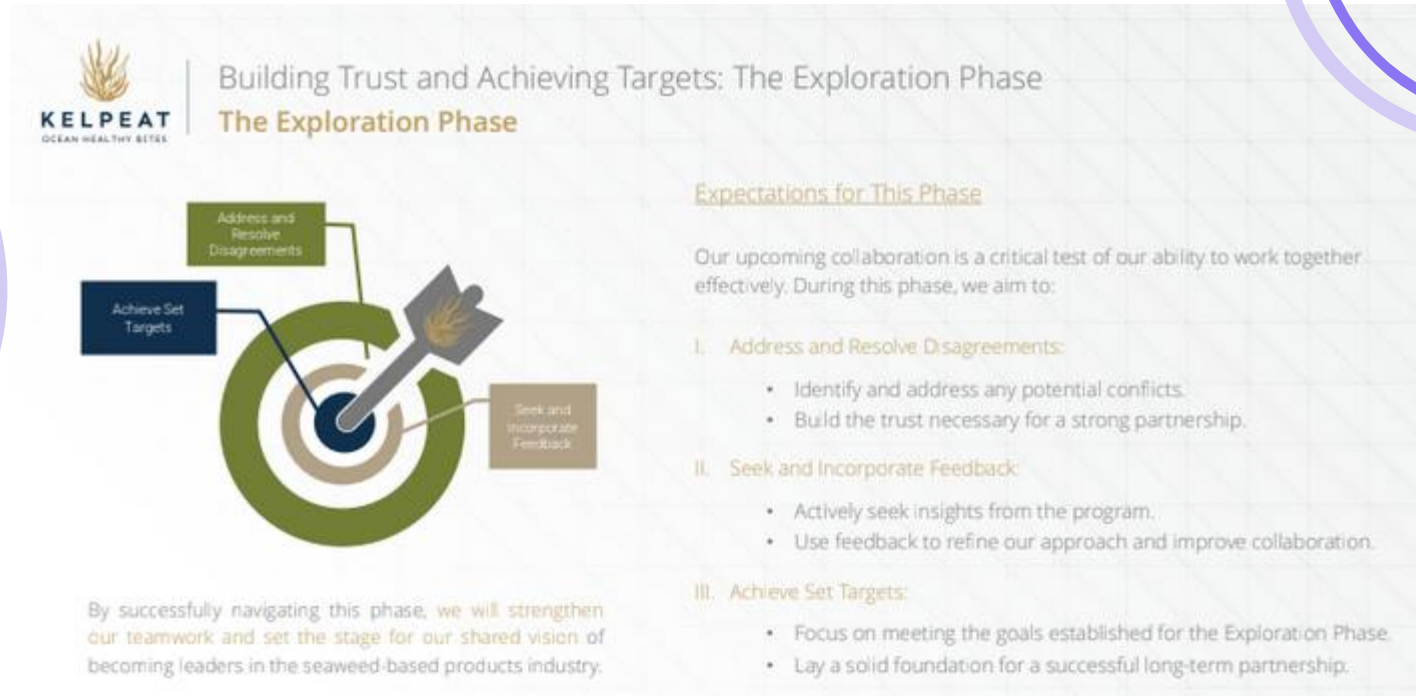 KELPEAT
OCEAN HEALTHY BITES
Building Trust and Achieving Targets: The Exploration Phase
The Exploration Phase
Address and
Resolve
Disagreements
Achieve Set
Targets
Seek and
Incorporate
Feedback
By successfully navigating this phase, we will strengthen
our teamwork and set the stage for our shared vision of
becoming leaders in the seaweed-based products industry.
Expectations for This Phase
Our upcoming collaboration is a critical test of our ability to work together
effectively. During this phase, we aim to:
I. Address and Resolve Disagreements:
• Identify and address any potential conflicts.
• Build the trust necessary for a strong partnership.
II. Seek and Incorporate Feedback:
• Actively seek insights from the program.
• Use feedback to refine our approach and improve collaboration.
III. Achieve Set Targets:
• Focus on meeting the goals established for the Exploration Phase.
• Lay a solid foundation for a successful long-term partnership.